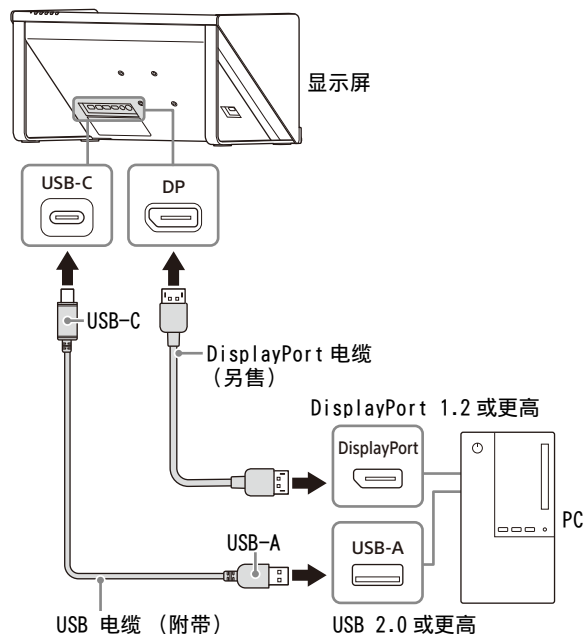 显示屏
USB-C
DP
USB-C
DisplayPort 电缆
（另售）
DisplayPort 1.2 或更高
DisplayPort
PC
USB-A
USB-A
USB 电缆 （附带）
USB 2.0 或更高